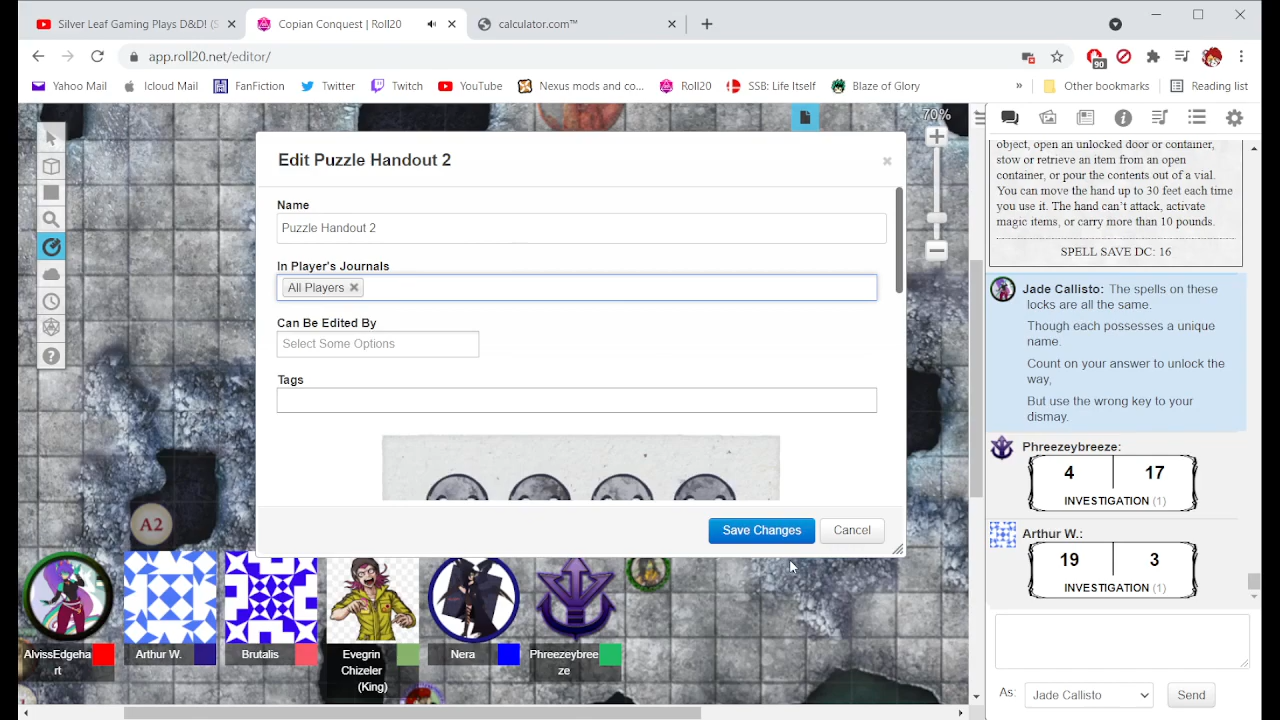 Silver Leaf Gaming Plays D&D! (S
Copian Conquest | Roll20
calculator.com™
app.roll20.net/editor/
90
Yahoo Mail
Icloud Mail
FanFiction
Twitter
Twitch
YouTube
Nexus mods and co...
Roll20
SSB: Life Itself
Blaze of Glory
»
Other bookmarks
Reading list
70%
Edit Puzzle Handout 2
Name
Puzzle Handout 2
In Player's Journals
All Players
Can Be Edited By
Select Some Options
Tags
Save Changes
Cancel
A2
AlvissEdgeha
rt
Arthur W.
Brutalis
Evegrin
Chizeler
(King)
Nera
Phreezeybree
ze
object, open an unlocked door or container,
stow or retrieve an item from an open
container, or pour the contents out of a vial.
You can move the hand up to 30 feet each time
you use it. The hand can't attack, activate
magic items, or carry more than 10 pounds.
SPELL SAVE DC: 16
Jade Callisto: The spells on these
locks are all the same.
Though each possesses a unique
name.
Count on your answer to unlock the
way,
But use the wrong key to your
dismay.
Phreezeybreeze:
4 17
INVESTIGATION (1)
Arthur W.:
19 3
INVESTIGATION (1)
As:
Jade Callisto
Send